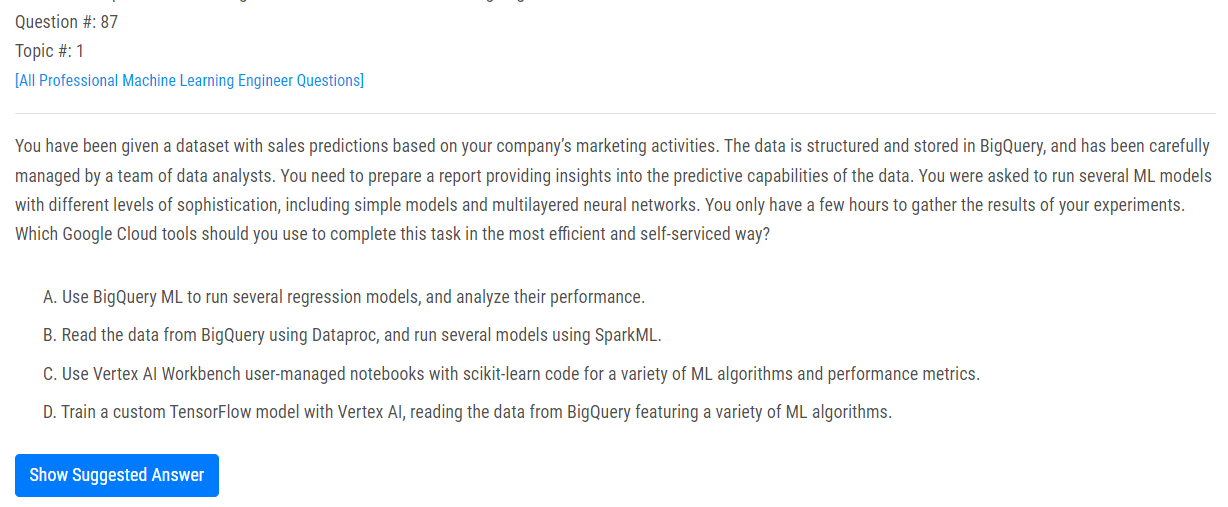 Question #: 87
Topic #: 1
[All Professional Machine Learning Engineer Questions]
You have been given a dataset with sales predictions based on your company's marketing activities. The data is structured and stored in BigQuery, and has been carefully
managed by a team of data analysts. You need to prepare a report providing insights into the predictive capabilities of the data. You were asked to run several ML models
with different levels of sophistication, including simple models and multilayered neural networks. You only have a few hours to gather the results of your experiments.
Which Google Cloud tools should you use to complete this task in the most efficient and self-serviced way?
A. Use BigQuery ML to run several regression models, and analyze their performance.
B. Read the data from BigQuery using Dataproc, and run several models using SparkML.
C. Use Vertex AI Workbench user-managed notebooks with scikit-learn code for a variety of ML algorithms and performance metrics.
D. Train a custom TensorFlow model with Vertex AI, reading the data from BigQuery featuring a variety of ML algorithms.
Show Suggested Answer